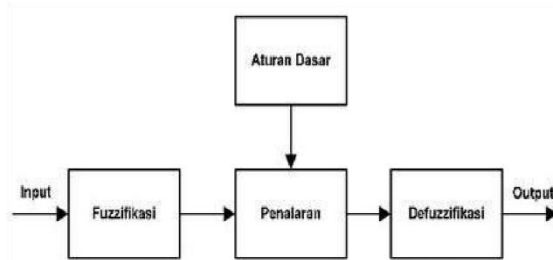 Aturan Dasar
Input
Fuzzifikasi
Penalaran
Defuzzifikasi
Output